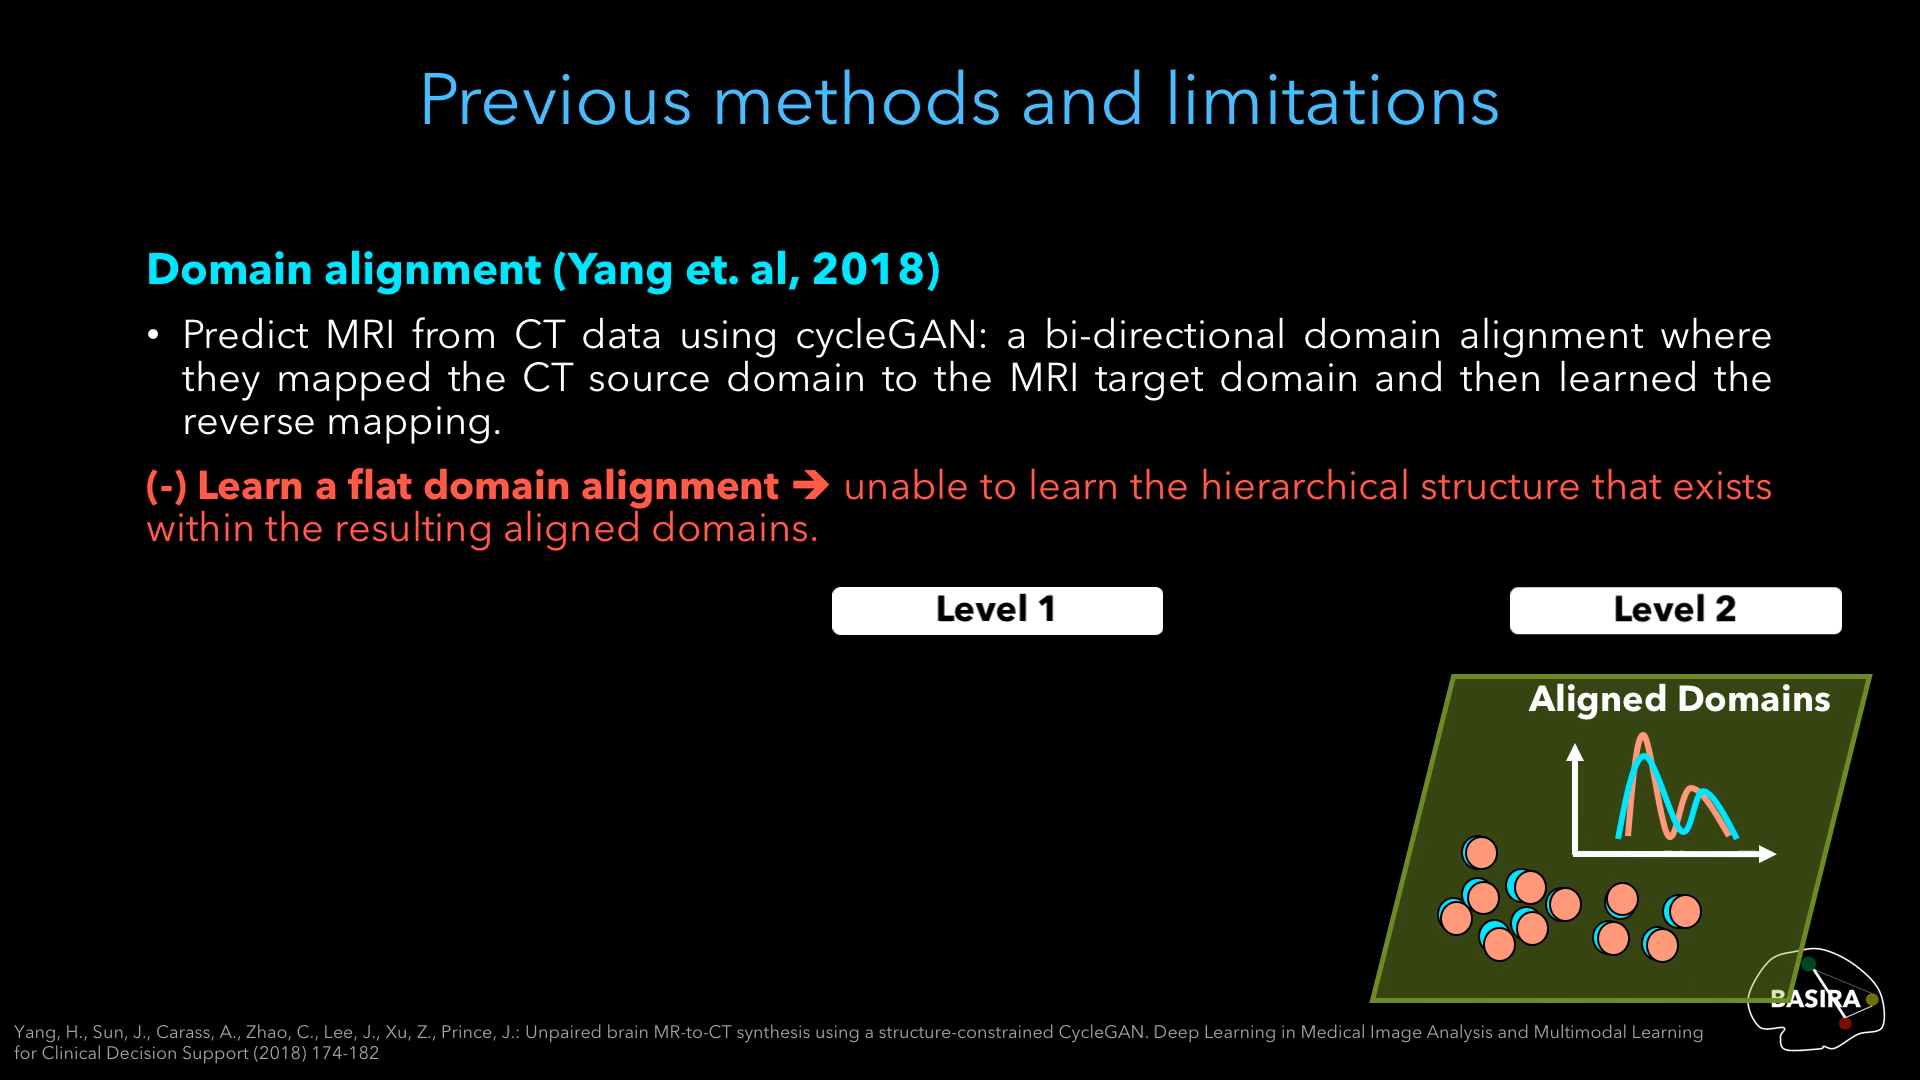 Previous methods and limitations
Domain alignment (Yang et. al, 2018)
• Predict MRI from CT data using cycleGAN: a bi-directional domain alignment where
they mapped the CT source domain to the MRI target domain and then learned the
reverse mapping.
(-) Learn a flat domain alignment ➔ unable to learn the hierarchical structure that exists
within the resulting aligned domains.
Level 1
Level 2
Aligned Domains
BASIRA
Yang, H., Sun, J., Carass, A., Zhao, C., Lee, J., Xu, Z., Prince, J.: Unpaired brain MR-to-CT synthesis using a structure-constrained CycleGAN. Deep Learning in Medical Image Analysis and Multimodal Learning
for Clinical Decision Support (2018) 174-182